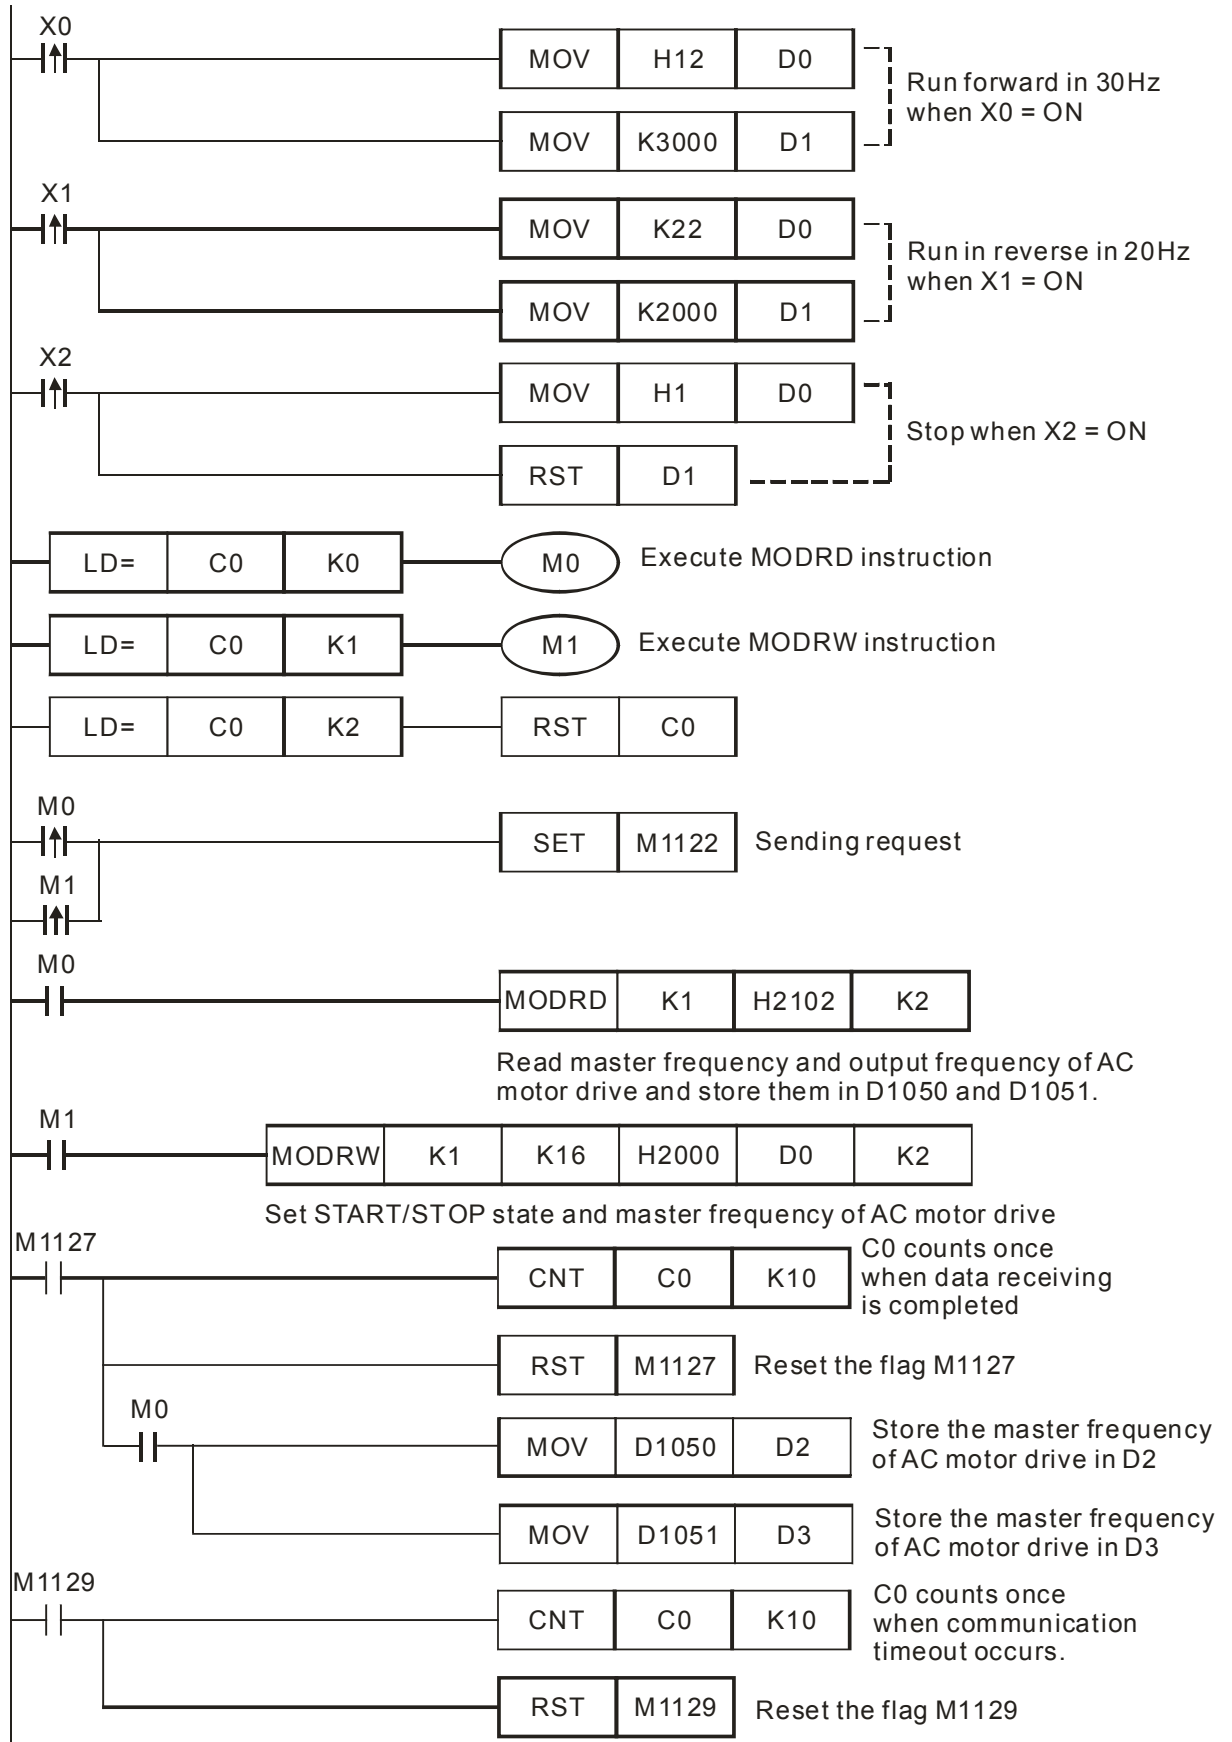 X0
MOV H12 D0
Run forward in 30Hz
when X0 = ON
MOV K3000 D1
X1
MOV K22 D0
Run in reverse in 20Hz
when X1 = ON
MOV K2000 D1
X2
MOV H1 D0
Stop when X2 = ON
RST D1
LD= C0 K0 M0 Execute MODRD instruction
LD= C0 K1 M1 Execute MODRW instruction
LD= C0 K2 RST C0
M0
SET M1122 Sending request
M1
M0
MODRD K1 H2102 K2
Read master frequency and output frequency of AC
motor drive and store them in D1050 and D1051.
M1
MODRW K1 K16 H2000 D0 K2
Set START/STOP state and master frequency of AC motor drive
M1127
CNT C0 K10
C0 counts once
when data receiving
is completed
RST M1127 Reset the flag M1127
M0
MOV D1050 D2
Store the master frequency
of AC motor drive in D2
MOV D1051 D3
Store the master frequency
of AC motor drive in D3
M1129
CNT C0 K10
C0 counts once
when communication
timeout occurs.
RST M1129 Reset the flag M1129